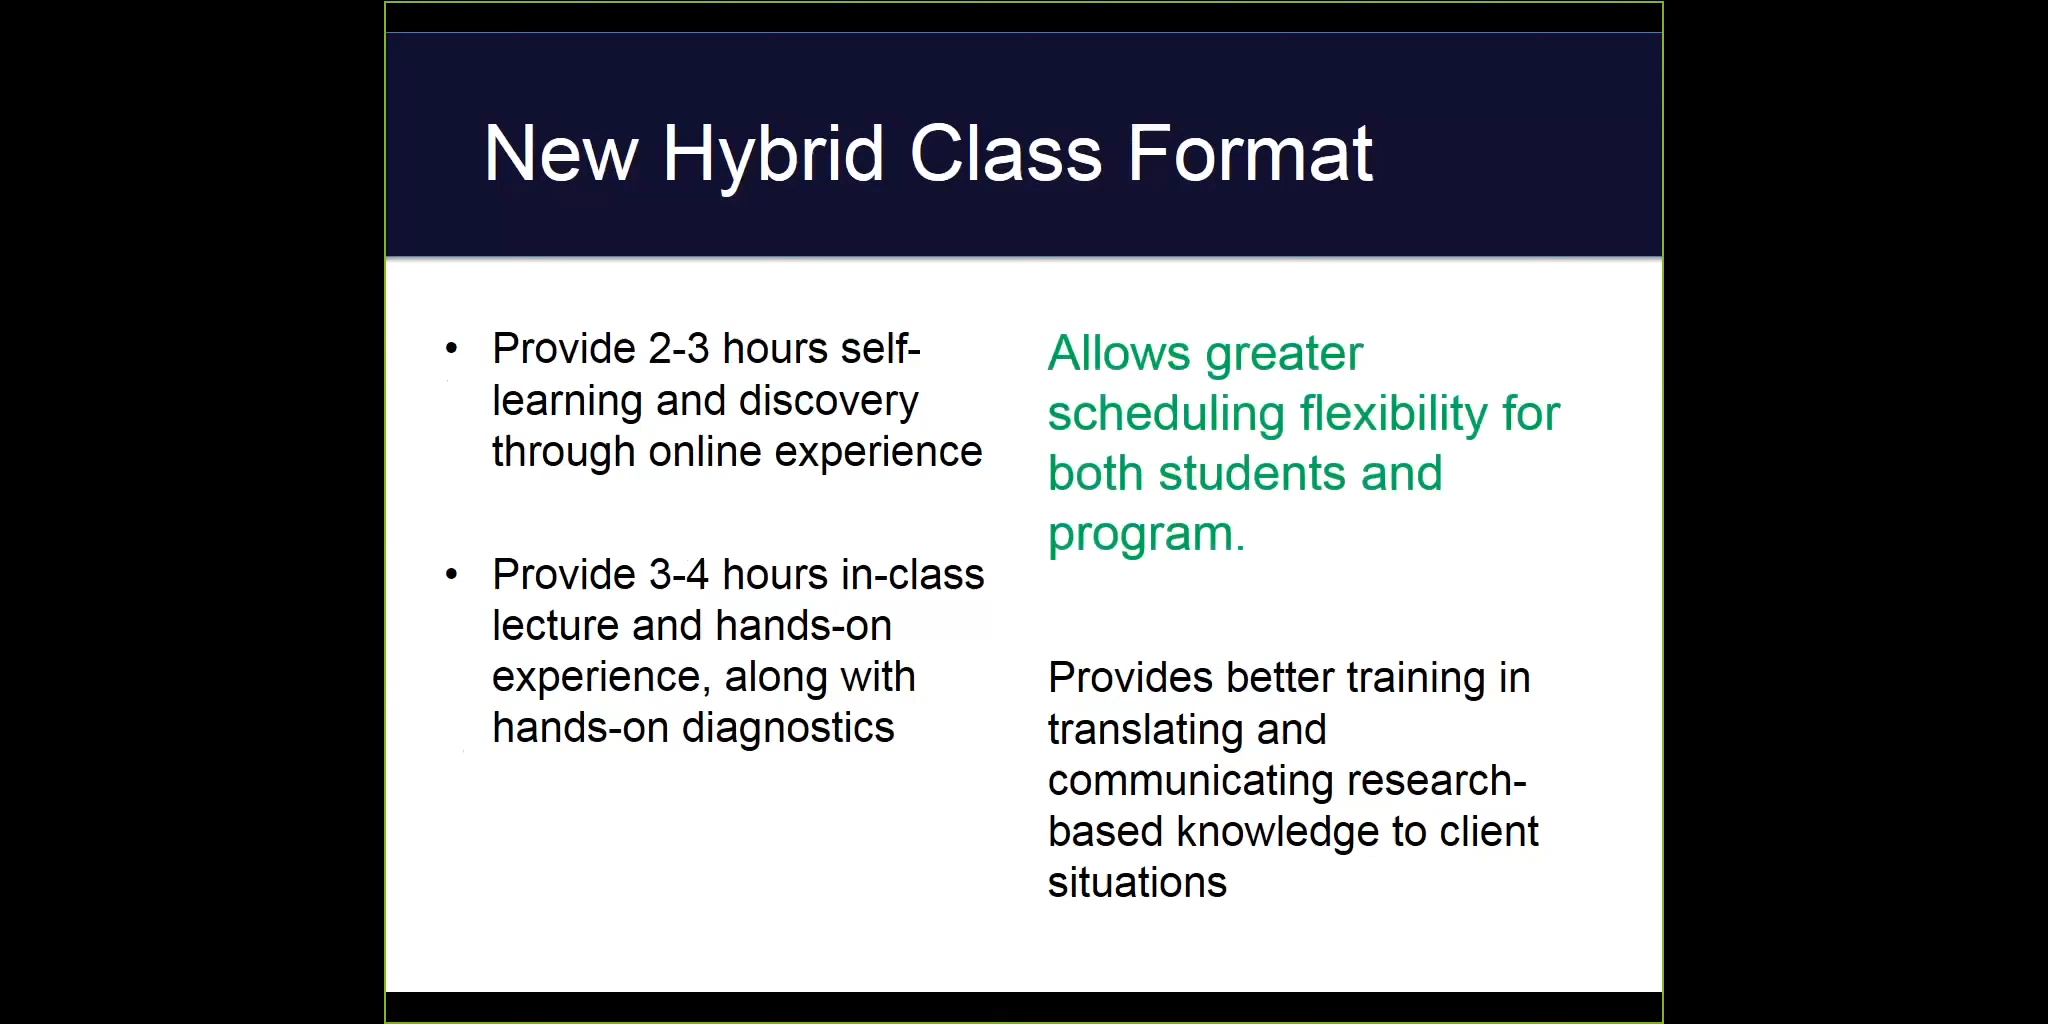 New Hybrid Class Format
• Provide 2-3 hours self-
learning and discovery
through online experience
• Provide 3-4 hours in-class
lecture and hands-on
experience, along with
hands-on diagnostics
Allows greater
scheduling flexibility for
both students and
program.
Provides better training in
translating and
communicating research-
based knowledge to client
situations